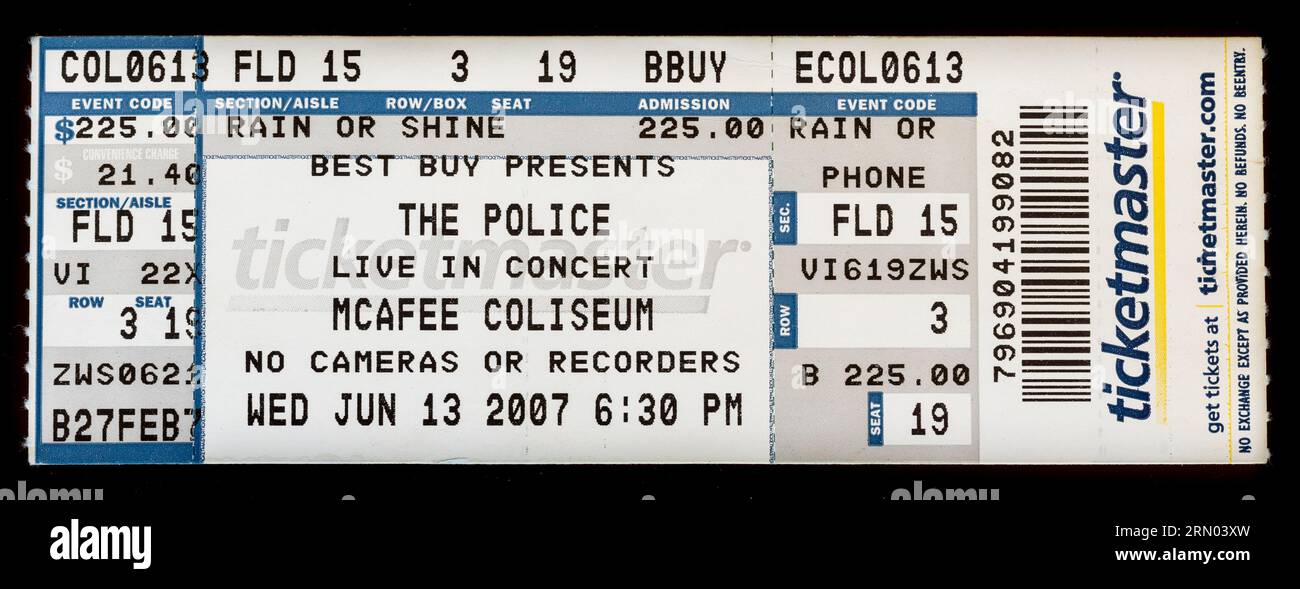 COL0613 FLD 15 3 19 BBUY ECOL0613
EVENT CODE SECTION/AISLE ROW/BOX SEAT ADMISSION EVENT CODE
$225.00 RAIN OR SHINE 225.00 RAIN OR
CONVENIENCE CHARGE
$ 21.40
SECTION/AISLE
FLD 15
VI 22X
ROW SEAT
3 19
ZWS0621
B27FEB7
BEST BUY PRESENTS
THE POLICE
ticketmaster®
LIVE IN CONCERT
MCAFEE COLISEUM
NO CAMERAS OR RECORDERS
WED JUN 13 2007 6:30 PM
PHONE
SEC. FLD 15
VI619ZWS
ROW 3
B 225.00
SEAT 19
796904199082
ticketmaster®
get tickets at ticketmaster.com
NO EXCHANGE EXCEPT AS PROVIDED HEREIN. NO REFUNDS. NO REENTRY.
alamy
alamy
alamy
Image ID: 2RN03XW
www.alamy.com